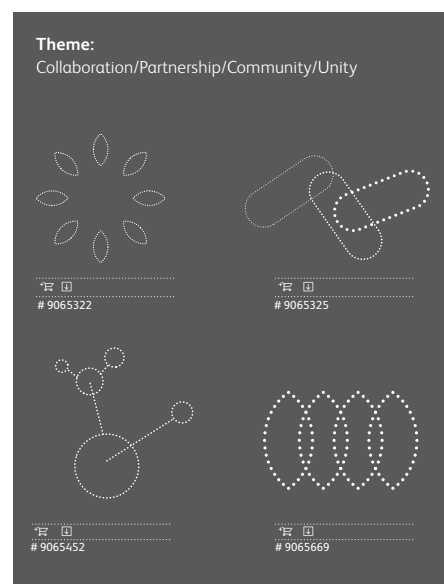 Theme:
Collaboration/Partnership/Community/Unity
# 9065322
# 9065325
# 9065452
# 9065669